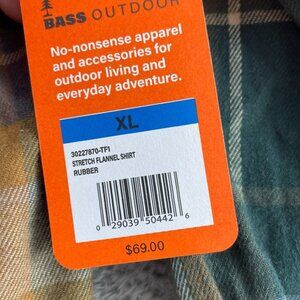 BASS OUTDOOR
No-nonsense apparel
and accessories for
outdoor living and
everyday adventure.
XL
30227870-TF1
STRETCH FLANNEL SHIRT
RUBBER
0 29039 50442 6
$69.00